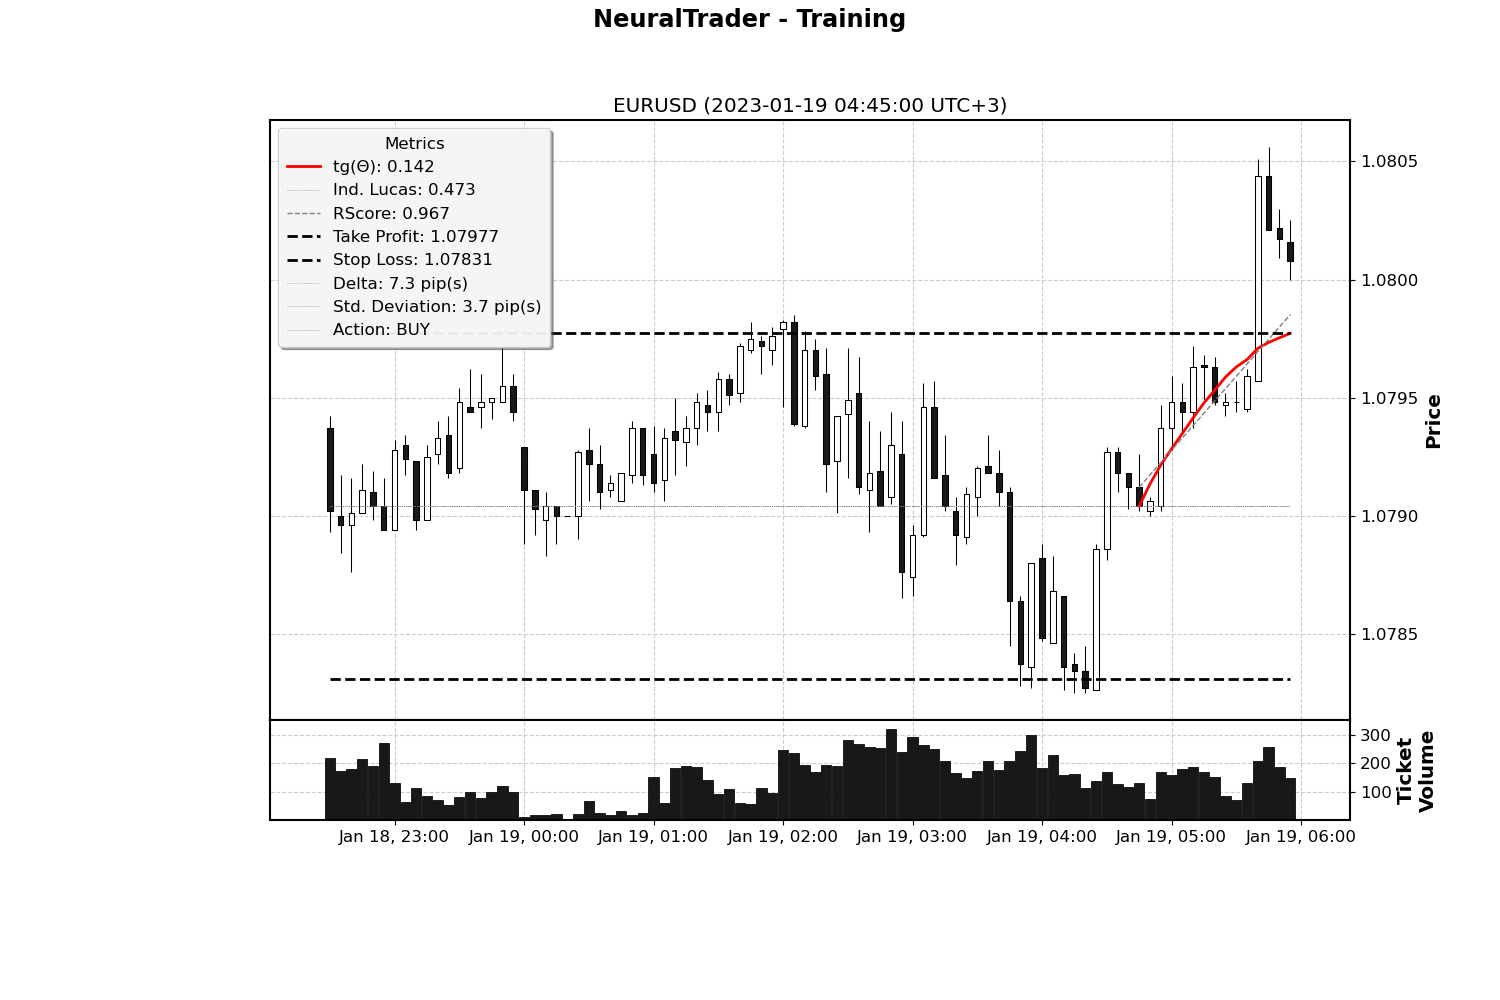 NeuralTrader - Training
EURUSD (2023-01-19 04:45:00 UTC+3)
Metrics
tg(Θ): 0.142
Ind. Lucas: 0.473
RScore: 0.967
Take Profit: 1.07977
Stop Loss: 1.07831
Delta: 7.3 pip(s)
Std. Deviation: 3.7 pip(s)
Action: BUY
1.0805
1.0800
1.0795
1.0790
1.0785
Price
300
200
100
Ticket
Volume
Jan 18, 23:00
Jan 19, 00:00
Jan 19, 01:00
Jan 19, 02:00
Jan 19, 03:00
Jan 19, 04:00
Jan 19, 05:00
Jan 19, 06:00